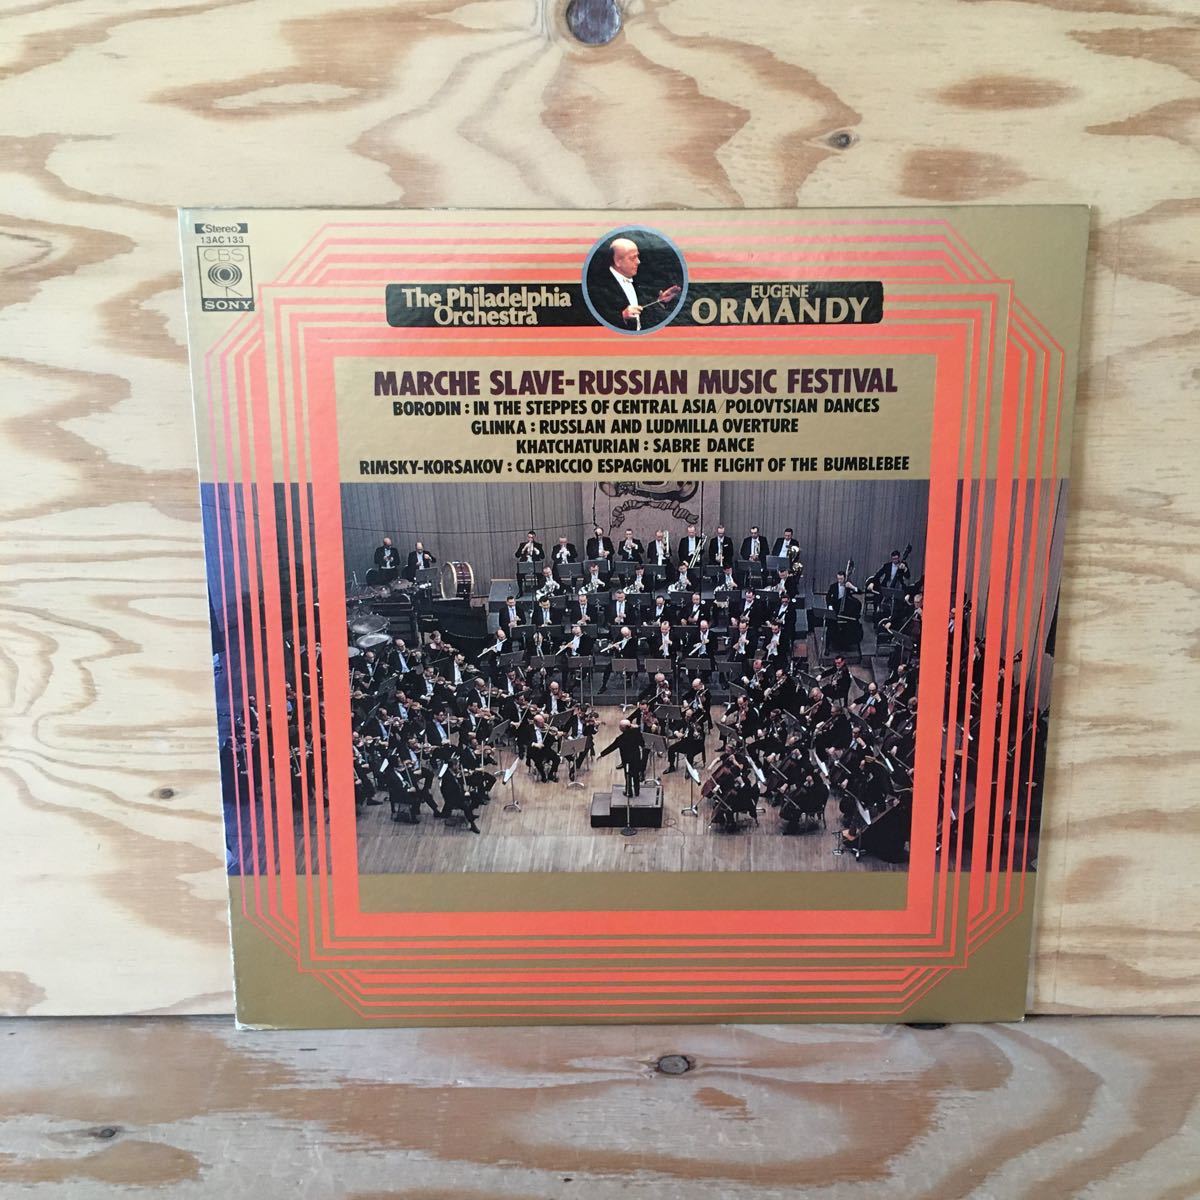 Stereo
13AC 133
CBS
SONY
The Philadelphia
Orchestra
EUGENE
ORMANDY
MARCHE SLAVE-RUSSIAN MUSIC FESTIVAL
BORODIN : IN THE STEPPES OF CENTRAL ASIA/POLOVTSIAN DANCES
GLINKA : RUSSLAN AND LUDMILLA OVERTURE
KHATCHATURIAN : SABRE DANCE
RIMSKY-KORSAKOV : CAPRICCIO ESPAGNOL/THE FLIGHT OF THE BUMBLEBEE